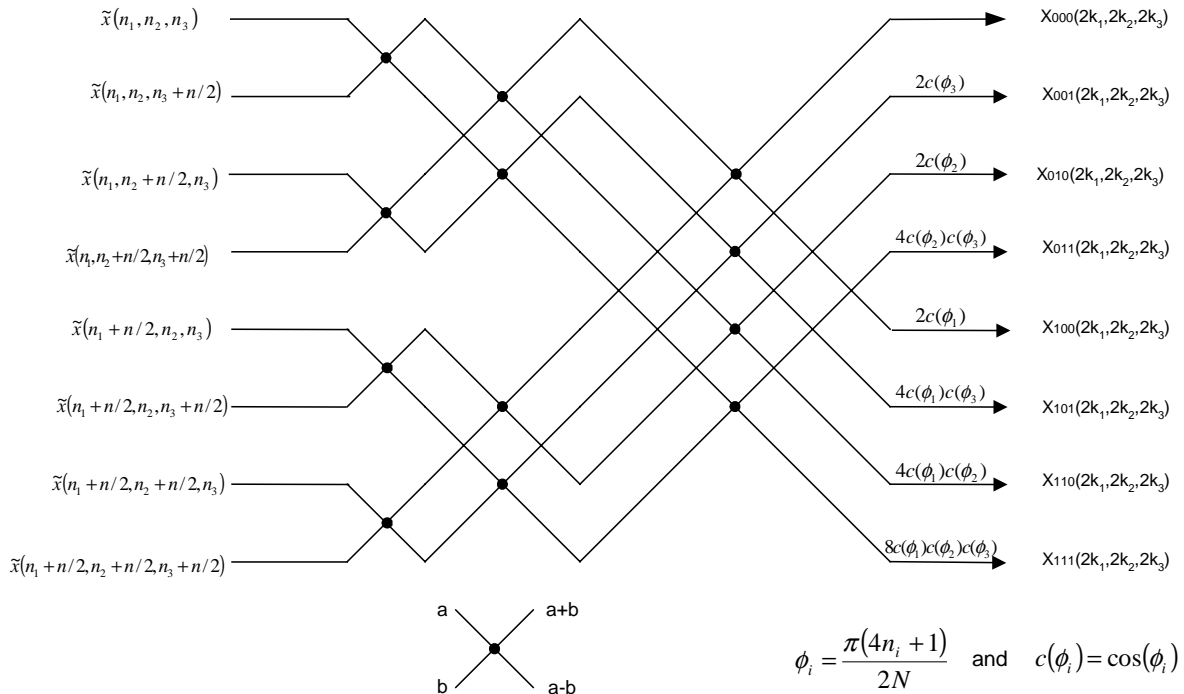 x̃(n₁, n₂, n₃)
X000(2k₁,2k₂,2k₃)
x̃(n₁, n₂, n₃ + n/2)
2c(ϕ₃)
X001(2k₁,2k₂,2k₃)
x̃(n₁, n₂ + n/2, n₃)
2c(ϕ₂)
X010(2k₁,2k₂,2k₃)
x̃(n₁, n₂+n/2, n₃+n/2)
4c(ϕ₂)c(ϕ₃)
X011(2k₁,2k₂,2k₃)
x̃(n₁ + n/2, n₂, n₃)
2c(ϕ₁)
X100(2k₁,2k₂,2k₃)
x̃(n₁ + n/2, n₂, n₃ + n/2)
4c(ϕ₁)c(ϕ₃)
X101(2k₁,2k₂,2k₃)
x̃(n₁ + n/2, n₂ + n/2, n₃)
4c(ϕ₁)c(ϕ₂)
X110(2k₁,2k₂,2k₃)
x̃(n₁ + n/2, n₂ + n/2, n₃ + n/2)
8c(ϕ₁)c(ϕ₂)c(ϕ₃)
X111(2k₁,2k₂,2k₃)
a a+b
b a-b
ϕᵢ = π(4nᵢ + 1)/2N and c(ϕᵢ) = cos(ϕᵢ)